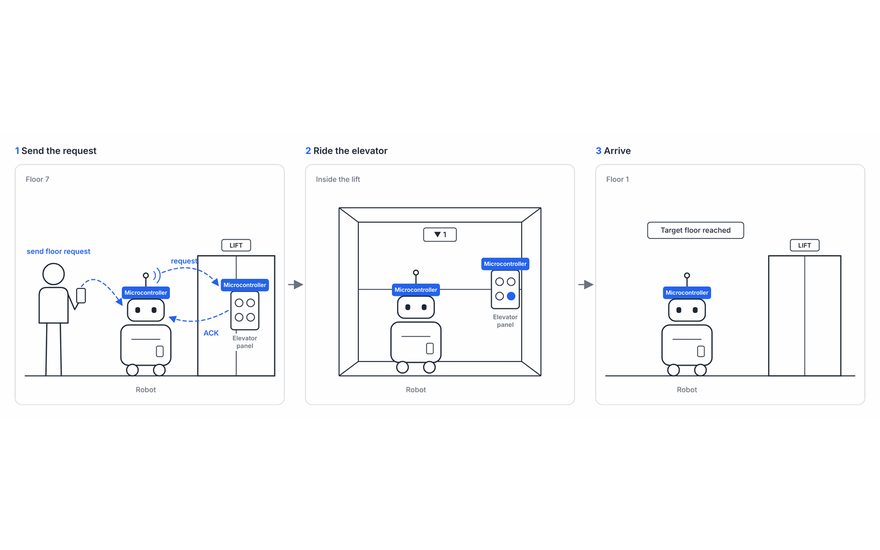 1 Send the request
Floor 7
send floor request
LIFT
request
Microcontroller
Microcontroller
ACK
Elevator
panel
Robot
2 Ride the elevator
Inside the lift
▼ 1
Microcontroller
Microcontroller
Elevator
panel
Robot
3 Arrive
Floor 1
Target floor reached
LIFT
Microcontroller
Robot